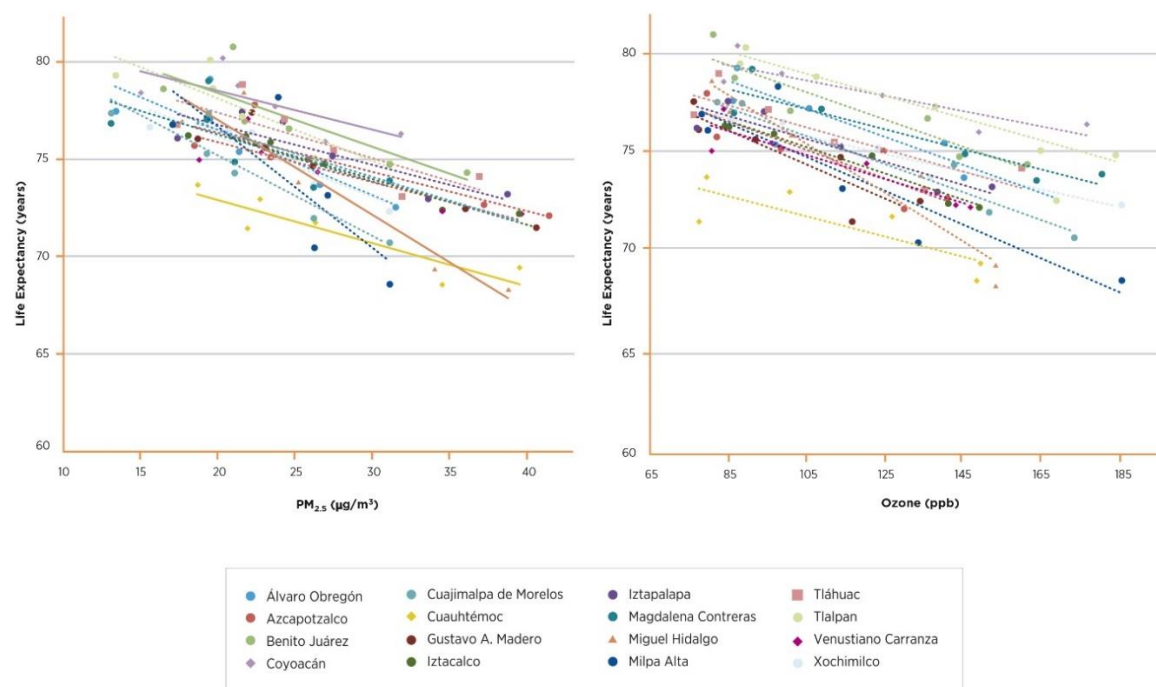 Life Expectancy (years)
80
75
70
65
60
10
15
20
25
30
35
40
PM2.5 (µg/m³)
Life Expectancy (years)
80
75
70
65
60
65
85
105
125
145
165
185
Ozone (ppb)
Álvaro Obregón
Azcapotzalco
Benito Juárez
Coyoacán
Cuajimalpa de Morelos
Cuauhtémoc
Gustavo A. Madero
Iztacalco
Iztapalapa
Magdalena Contreras
Miguel Hidalgo
Milpa Alta
Tláhuac
Tlalpan
Venustiano Carranza
Xochimilco